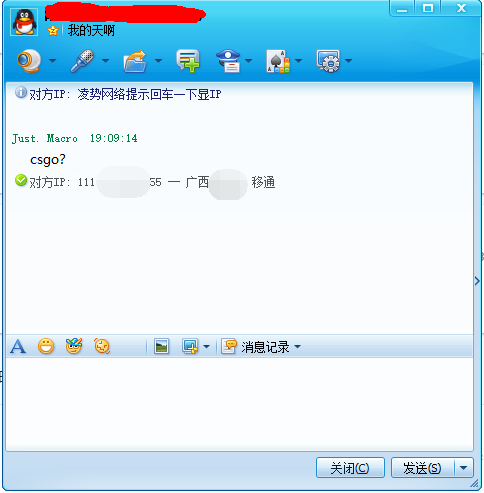 我的天啊
对方IP: 凌势网络提示回车一下显IP
Just. Macro 19:09:14
csgo?
对方IP: 111 55 一 广西 移通
消息记录
关闭(C) 发送(S)